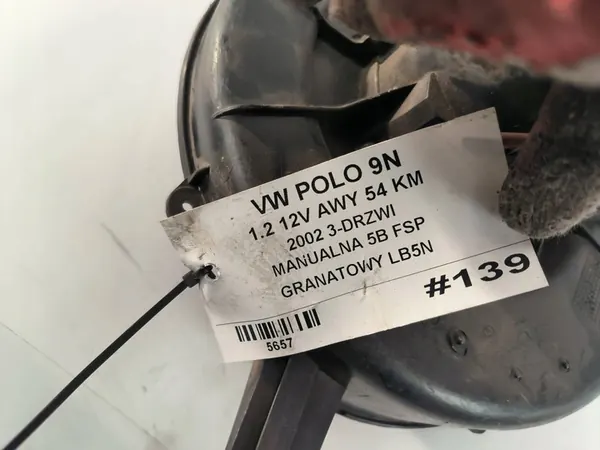 VW POLO 9N
1.2 12V AWY 54 KM
2002 3-DRZWI
MANUALNA 5B FSP
GRANATOWY LB5N
#139
5657